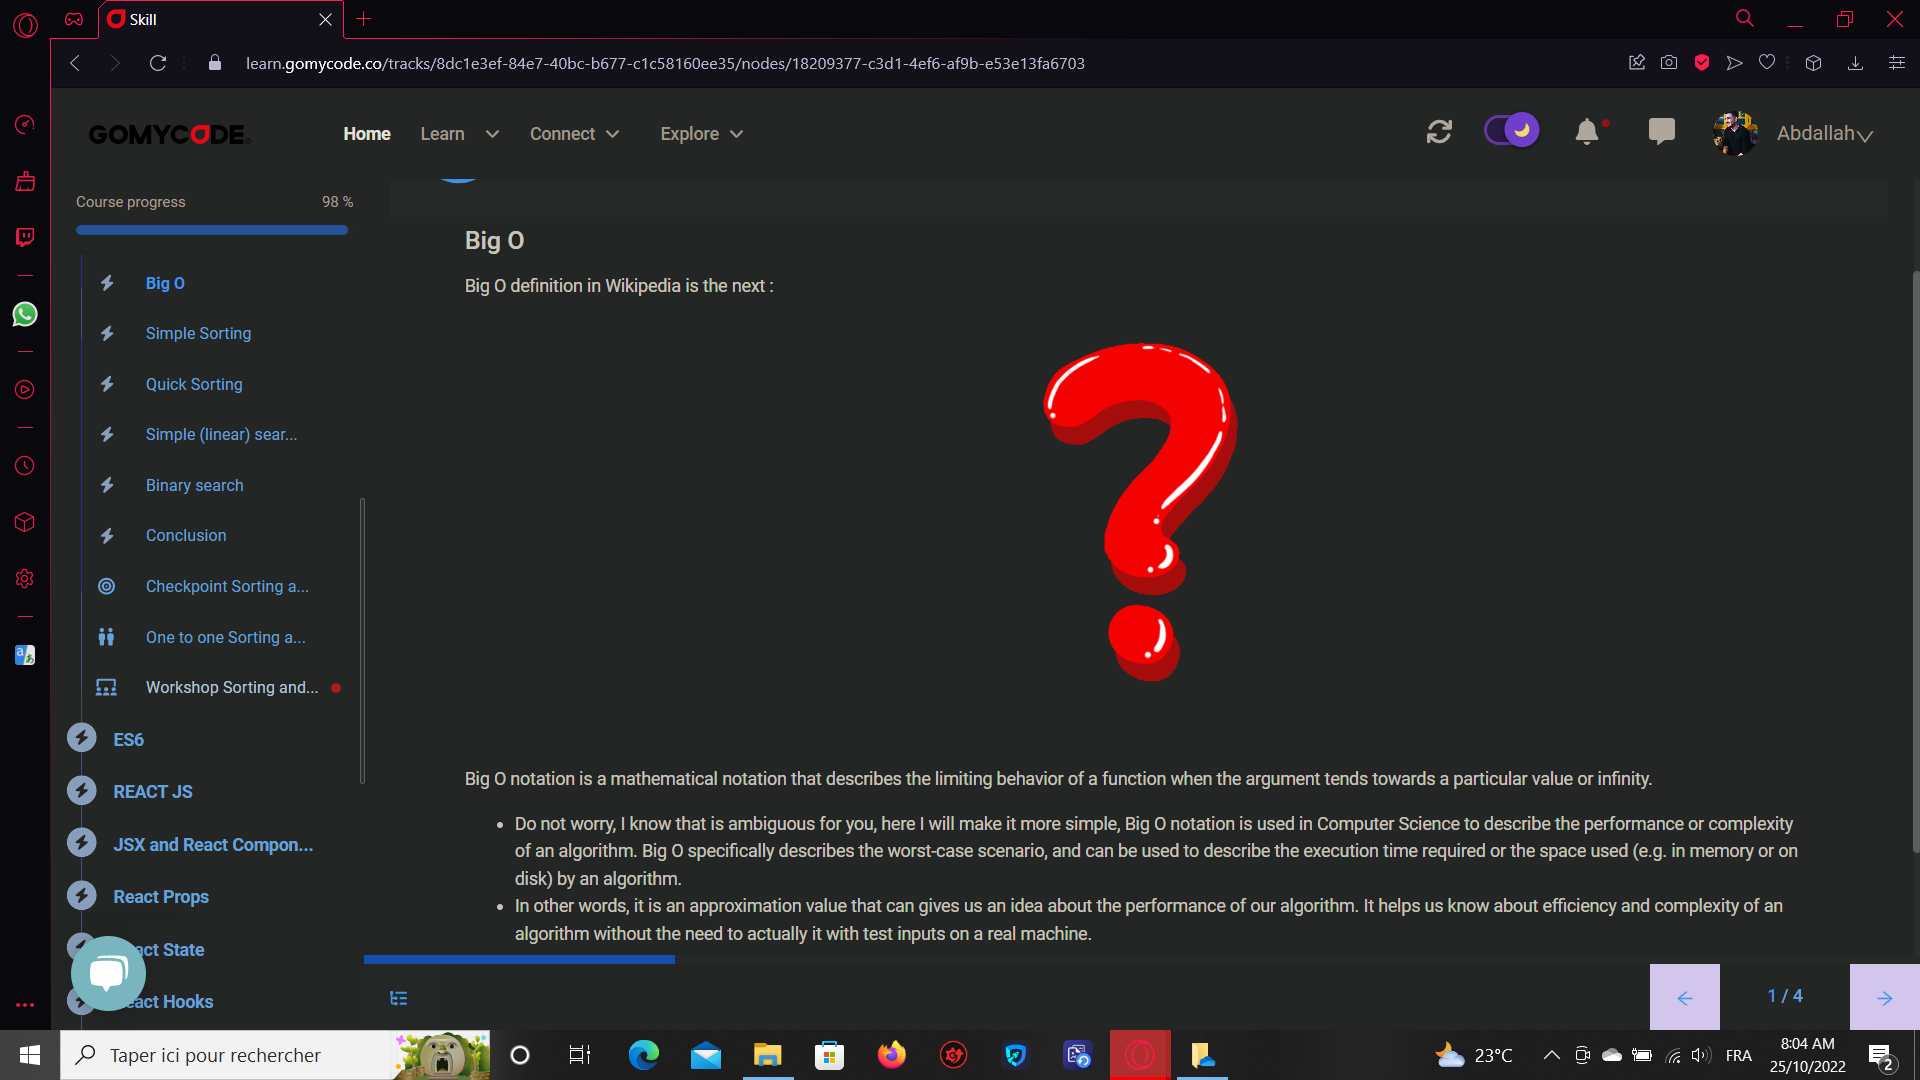 Skill
learn.gomycode.co/tracks/8dc1e3ef-84e7-40bc-b677-c1c58160ee35/nodes/18209377-c3d1-4ef6-af9b-e53e13fa6703
GOMYCODE
Home
Learn
Connect
Explore
Abdallah
Course progress
98 %
Big O
Simple Sorting
Quick Sorting
Simple (linear) sear...
Binary search
Conclusion
Checkpoint Sorting a...
One to one Sorting a...
Workshop Sorting and...
ES6
REACT JS
JSX and React Compon...
React Props
act State
act Hooks
Big O
Big O definition in Wikipedia is the next :
?
Big O notation is a mathematical notation that describes the limiting behavior of a function when the argument tends towards a particular value or infinity.
• Do not worry, I know that is ambiguous for you, here I will make it more simple, Big O notation is used in Computer Science to describe the performance or complexity
of an algorithm. Big O specifically describes the worst-case scenario, and can be used to describe the execution time required or the space used (e.g. in memory or on
disk) by an algorithm.
• In other words, it is an approximation value that can gives us an idea about the performance of our algorithm. It helps us know about efficiency and complexity of an
algorithm without the need to actually it with test inputs on a real machine.
1 / 4
Taper ici pour rechercher
23°C
FRA
8:04 AM
25/10/2022
2